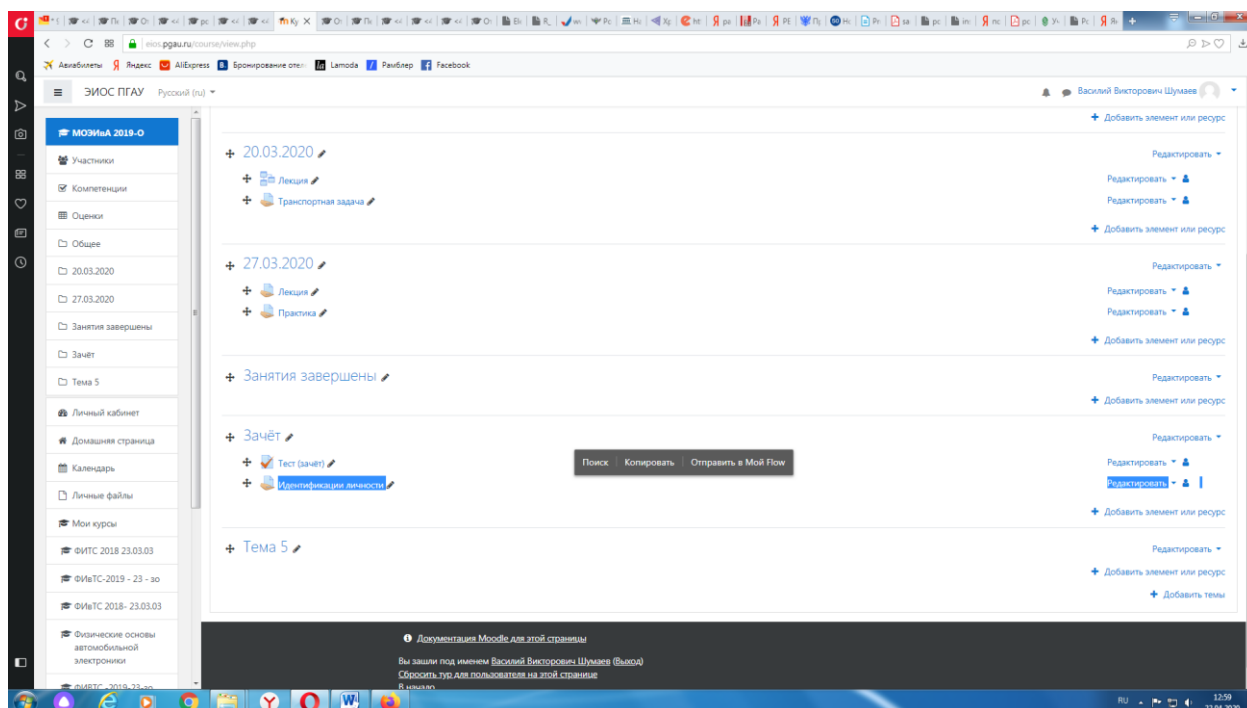 eios.pgau.ru/course/view.php
Авиабилеты Яндекс AliExpress Бронирование отел Lamoda Рамблер Facebook
ЭИОС ПГАУ Русский (ru)
Василий Викторович Шумаев
Добавить элемент или ресурс
МОЭИвА 2019-О
Участники
Компетенции
Оценки
Общее
20.03.2020
27.03.2020
Занятия завершены
Зачёт
Тема 5
Личный кабинет
Домашняя страница
Календарь
Личные файлы
Мои курсы
ФИТС 2018 23.03.03
ФИвТС-2019 - 23 - зо
ФИвТС 2018- 23.03.03
Физические основы
автомобильной
электроники
20.03.2020 Редактировать
Лекция Редактировать
Транспортная задача Редактировать
Добавить элемент или ресурс
27.03.2020 Редактировать
Лекция Редактировать
Практика Редактировать
Добавить элемент или ресурс
Занятия завершены Редактировать
Добавить элемент или ресурс
Зачёт Редактировать
Тест (зачёт) Редактировать
Поиск Копировать Отправить в Мой Flow
Идентификации личности Редактировать
Добавить элемент или ресурс
Тема 5 Редактировать
Добавить элемент или ресурс
Добавить темы
Документация Moodle для этой страницы
Вы зашли под именем Василий Викторович Шумаев (Выход)
Сбросить тур для пользователя на этой странице
В начало
RU 12:59